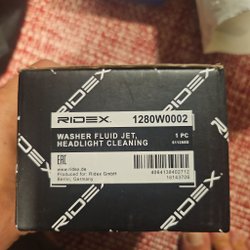 RIDEX
RIDEX 1280W0002
WASHER FLUID JET,
HEADLIGHT CLEANING
1 PC
EAC
www.ridex.de
Produced for: Ridex GmbH
Berlin, Germany
4064138402712